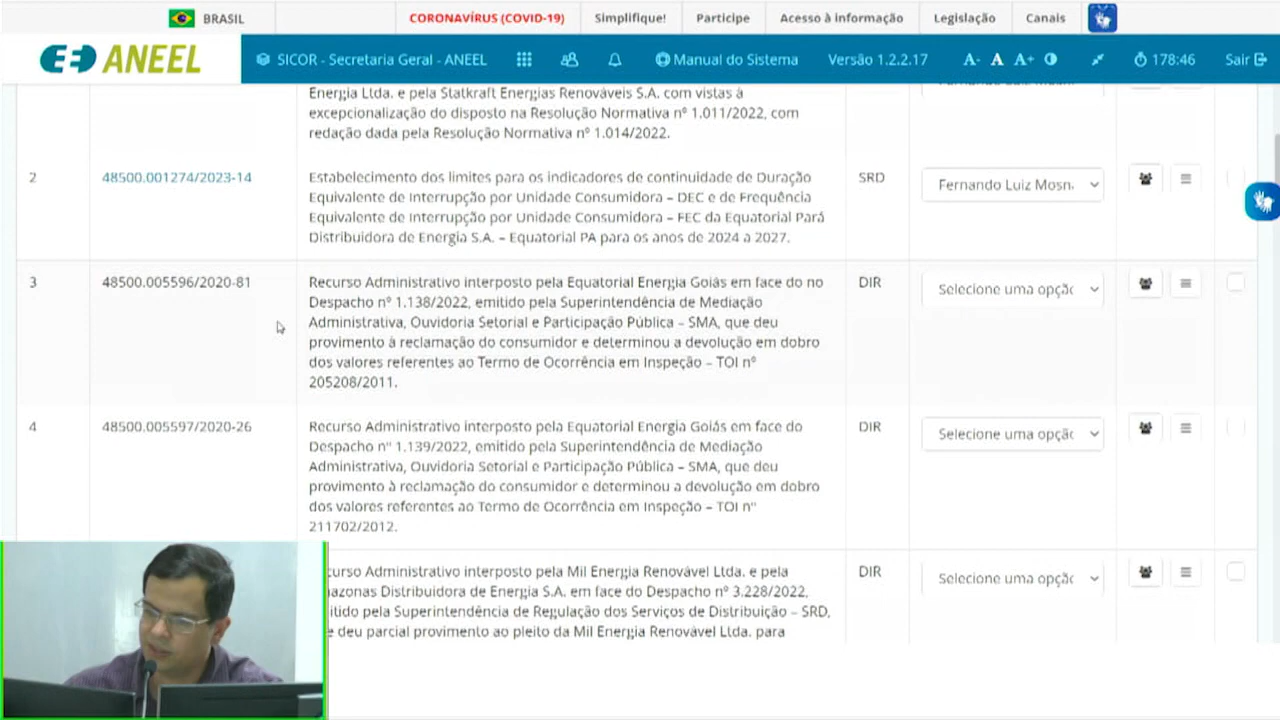 BRASIL
CORONAVÍRUS (COVID-19)
Simplifique!
Participe
Acesso à informação
Legislação
Canais
ANEEL
SICOR - Secretaria Geral - ANEEL
Manual do Sistema
Versão 1.2.2.17
A- A A+
178:46
Sair
Energia Ltda. e pela Statkraft Energias Renováveis S.A. com vistas à
excepcionalização do disposto na Resolução Normativa nº 1.011/2022, com
redação dada pela Resolução Normativa nº 1.014/2022.
2
48500.001274/2023-14
Estabelecimento dos limites para os indicadores de continuidade de Duração
Equivalente de Interrupção por Unidade Consumidora – DEC e de Frequência
Equivalente de Interrupção por Unidade Consumidora – FEC da Equatorial Pará
Distribuidora de Energia S.A. – Equatorial PA para os anos de 2024 a 2027.
SRD
Fernando Luiz Mosn.
3
48500.005596/2020-81
Recurso Administrativo interposto pela Equatorial Energia Goiás em face do no
Despacho nº 1.138/2022, emitido pela Superintendência de Mediação
Administrativa, Ouvidoria Setorial e Participação Pública – SMA, que deu
provimento à reclamação do consumidor e determinou a devolução em dobro
dos valores referentes ao Termo de Ocorrência em Inspeção – TOI nº
205208/2011.
DIR
Selecione uma opçã
4
48500.005597/2020-26
Recurso Administrativo interposto pela Equatorial Energia Goiás em face do
Despacho nº 1.139/2022, emitido pela Superintendência de Mediação
Administrativa, Ouvidoria Setorial e Participação Pública – SMA, que deu
provimento à reclamação do consumidor e determinou a devolução em dobro
dos valores referentes ao Termo de Ocorrência em Inspeção – TOI nº
211702/2012.
DIR
Selecione uma opçã
curso Administrativo interposto pela Mil Energia Renovável Ltda. e pela
azonas Distribuidora de Energia S.A. em face do Despacho nº 3.228/2022,
itido pela Superintendência de Regulação dos Serviços de Distribuição – SRD,
e deu parcial provimento ao pleito da Mil Energia Renovável Ltda. para
DIR
Selecione uma opçã